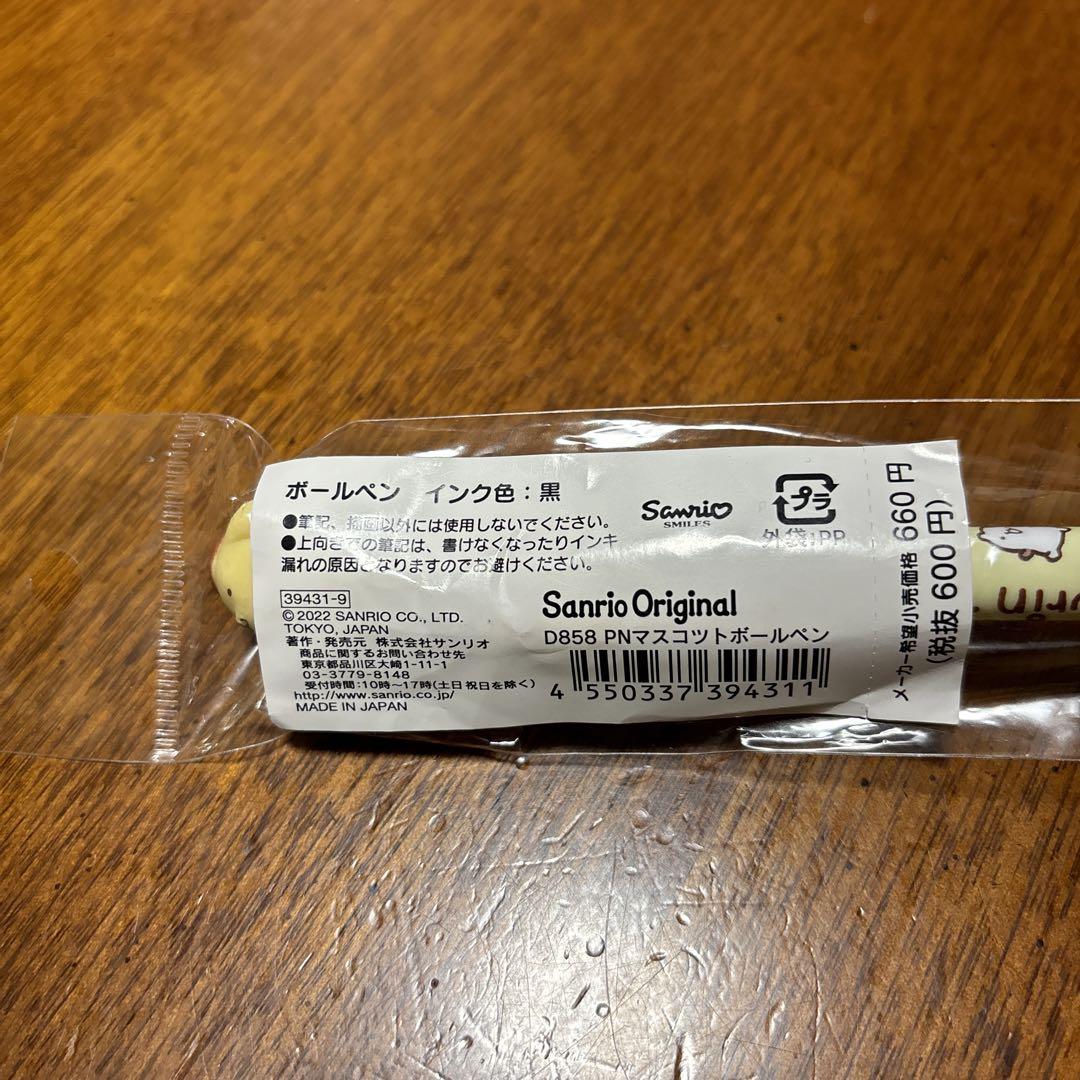 ボールペン インク色：黒
●筆記、描画以外には使用しないでください。
●上向きでの筆記は、書けなくなったりインキ
漏れの原因となりますのでお避けください。
39431-9
©2022 SANRIO CO., LTD.
TOKYO, JAPAN
著作・発売元 株式会社サンリオ
商品に関するお問い合わせ先
東京都品川区大崎1-11-1
03-3779-8148
受付時間：10時～17時(土日祝日を除く)
http://www.sanrio.co.jp/
MADE IN JAPAN
Sanrio
SMILES
プラ
外袋:PP
Sanrio Original
D858 PNマスコットボールペン
4 550337 394311
メーカー希望小売価格 660円
(税抜 600円)
urin